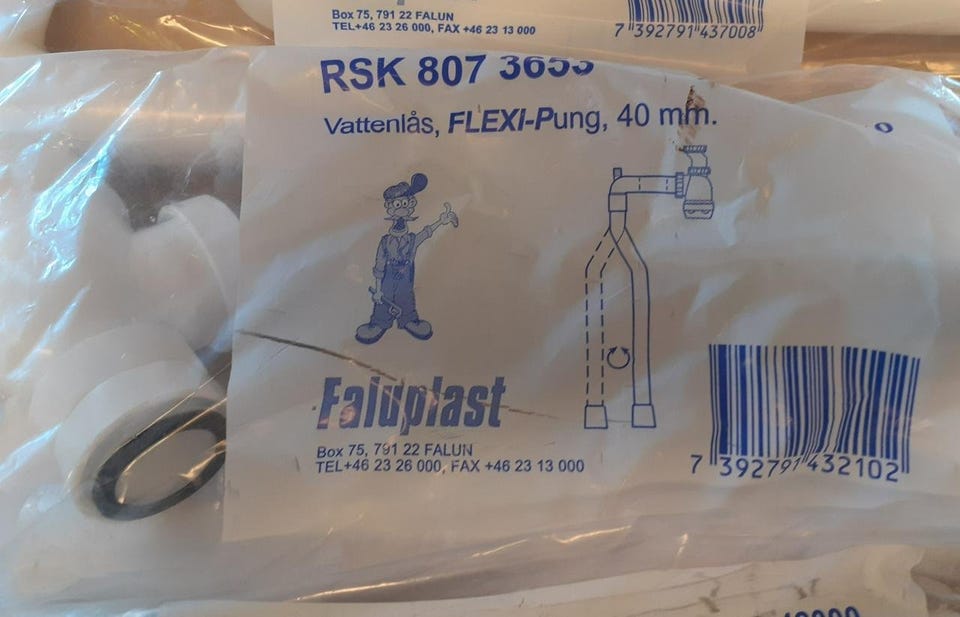 Box 75, 791 22 FALUN
TEL+46 23 26 000, FAX +46 23 13 000
7 392791 437008
RSK 807 3653
Vattenlås, FLEXI-Pung, 40 mm.
Faluplast
Box 75, 791 22 FALUN
TEL+46 23 26 000, FAX +46 23 13 000
7 392791 432102